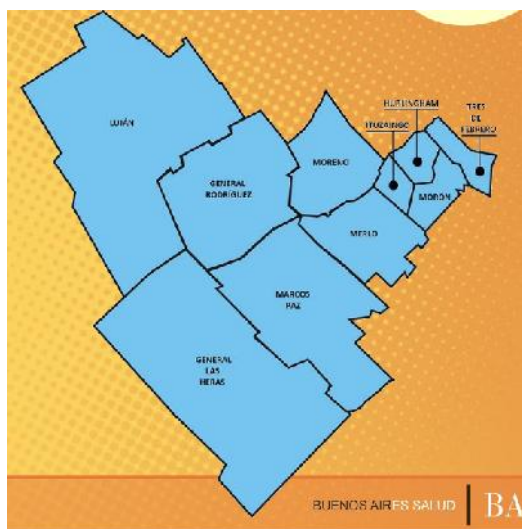 LUJÁN
GENERAL
RODRÍGUEZ
MORENO
HURLINGHAM
ITUZAINGÓ
TRES
DE
FEBRERO
MORÓN
MERLO
MARCOS
PAZ
GENERAL
LAS
HERAS
BUENOS AIRES SALUD
BA